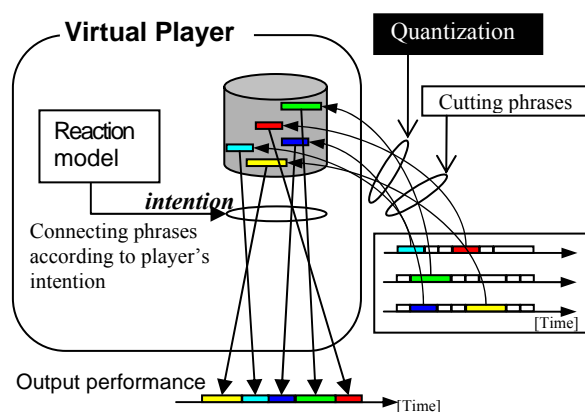 Virtual Player
Quantization
Cutting phrases
Reaction
model
intention
Connecting phrases
according to player's
intention
[Time]
Output performance
[Time]